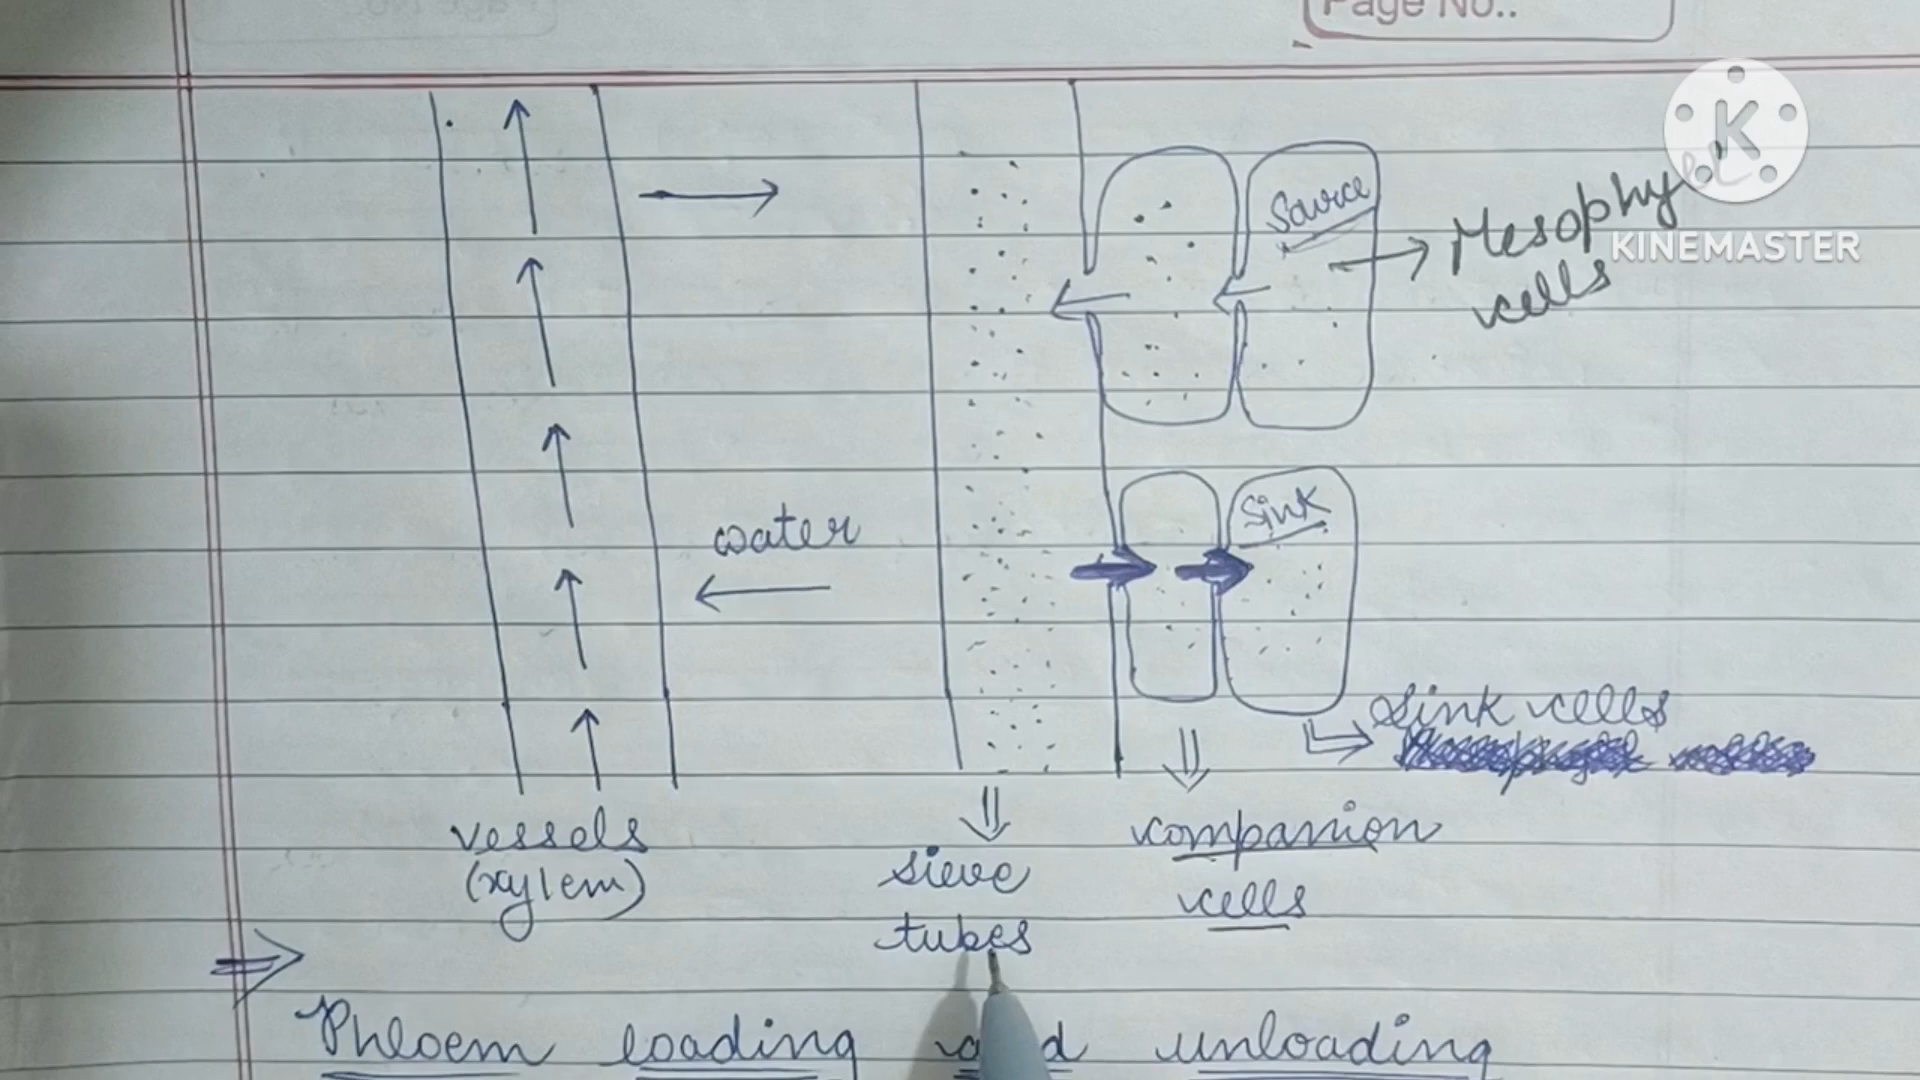 Page No..
K
KINEMASTER
Source
Mesophyll
cells
water
Sink
Sink cells
vessels
(xylem)
sieve
tubes
companion
cells
Phloem loading and unloading